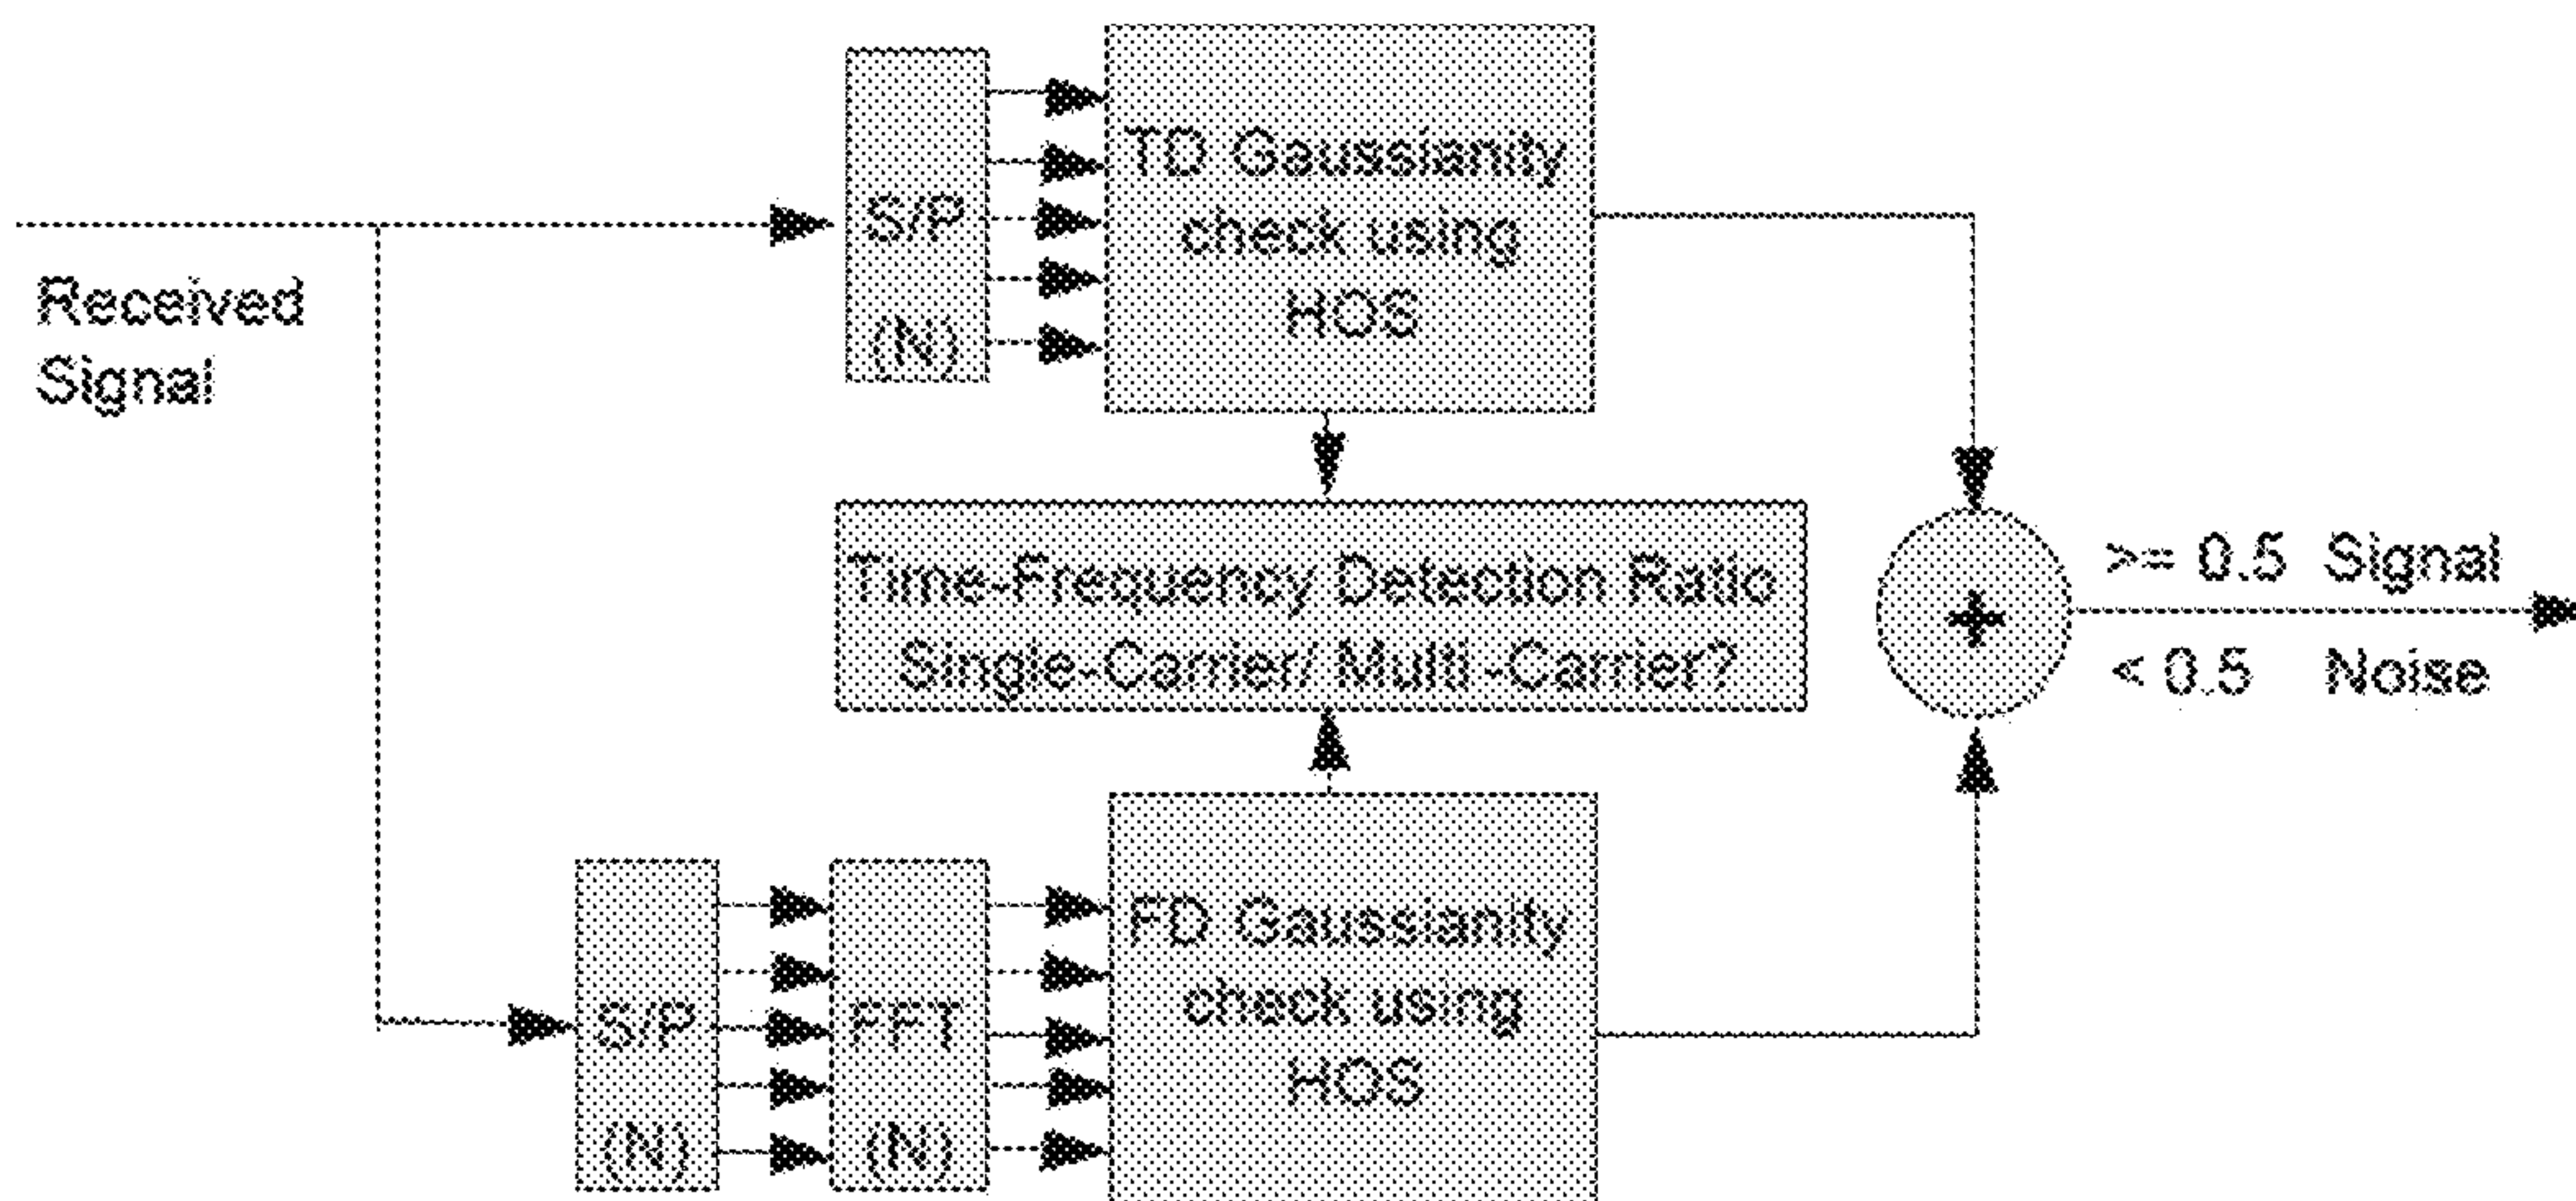 Received
Signal
S/P
(N)
TD Gaussianity
check using
HOS
Time-Frequency Detection Ratio
Single-Carrier/ Multi-Carrier?
+
>= 0.5 Signal
< 0.5 Noise
S/P
(N)
FFT
(N)
FD Gaussianity
check using
HOS